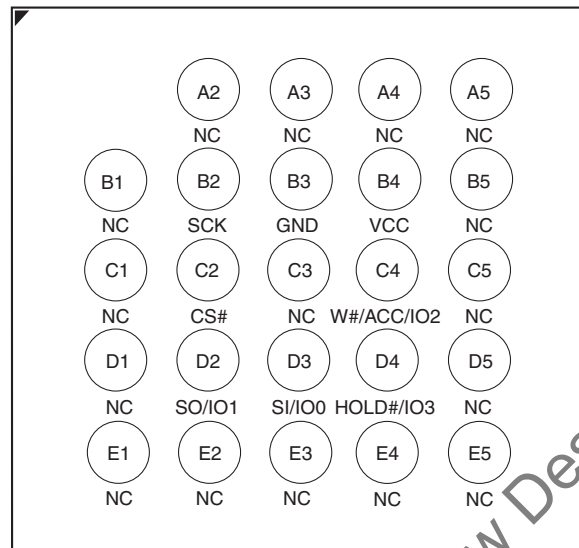 A2 A3 A4 A5
NC NC NC NC
B1 B2 B3 B4 B5
NC SCK GND VCC NC
C1 C2 C3 C4 C5
NC CS# NC W#/ACC/IO2 NC
D1 D2 D3 D4 D5
NC SO/IO1 SI/IO0 HOLD#/IO3 NC
E1 E2 E3 E4 E5
NC NC NC NC NC